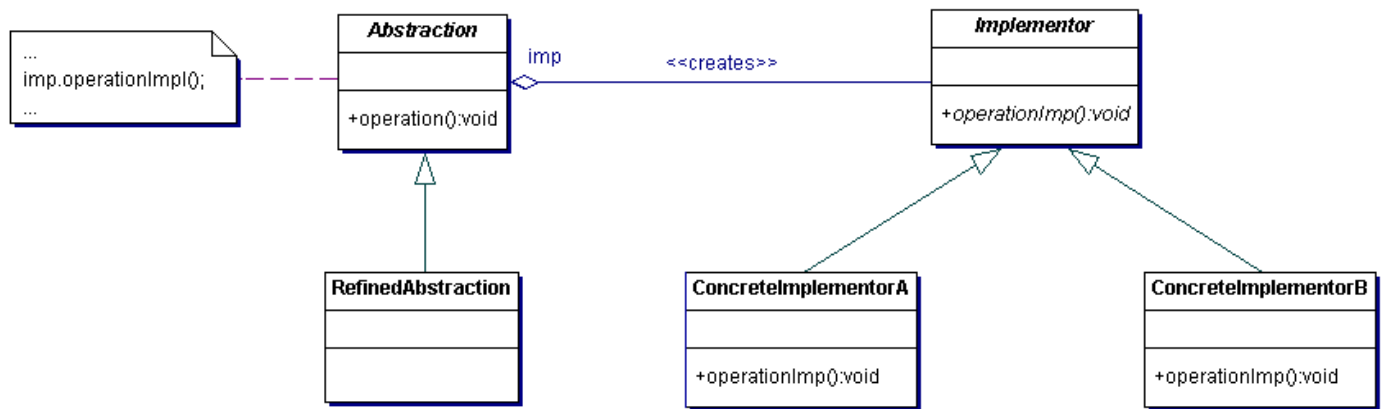 ...
imp.operationImpl();
...
Abstraction
+operation():void
imp
<<creates>>
Implementor
+operationImp():void
RefinedAbstraction
ConcreteImplementorA
+operationImp():void
ConcreteImplementorB
+operationImp():void